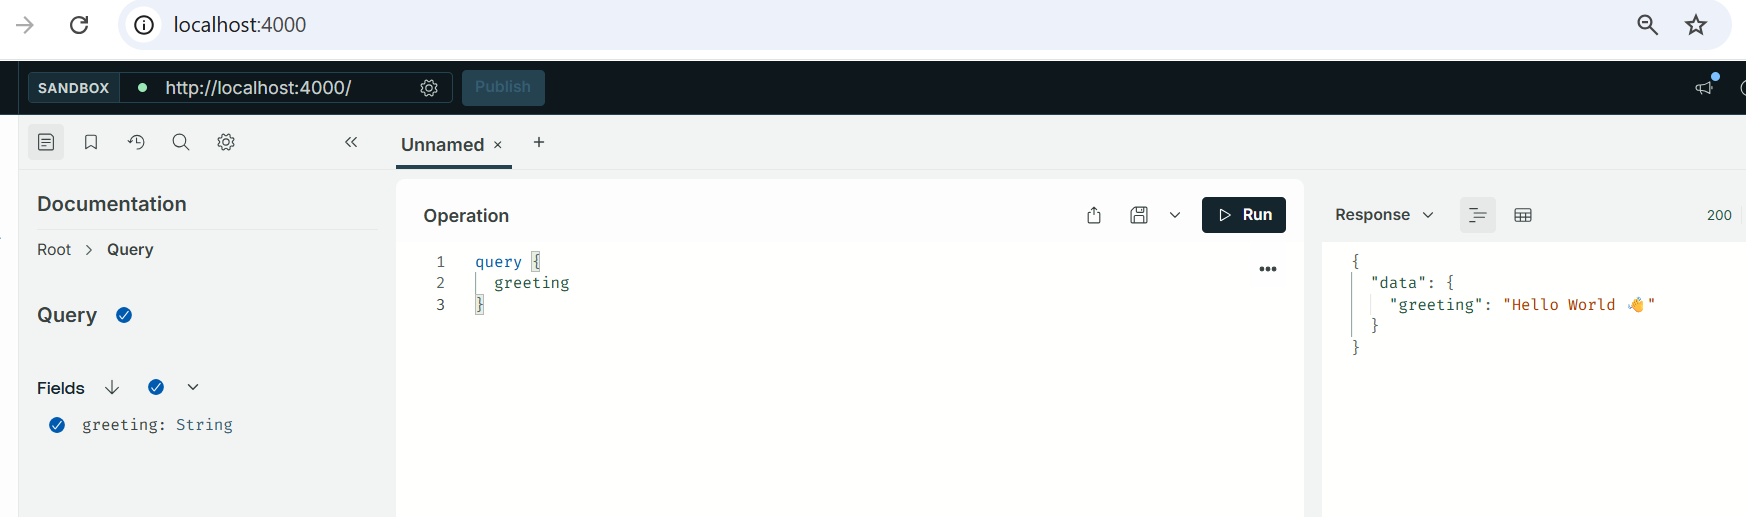 localhost:4000
SANDBOX http://localhost:4000/ Publish
Unnamed × +
Documentation
Root > Query
Query
Fields
greeting: String
Operation
Run
1 query {
2 greeting
3 }
Response
200
{
"data": {
"greeting": "Hello World 👋"
}
}